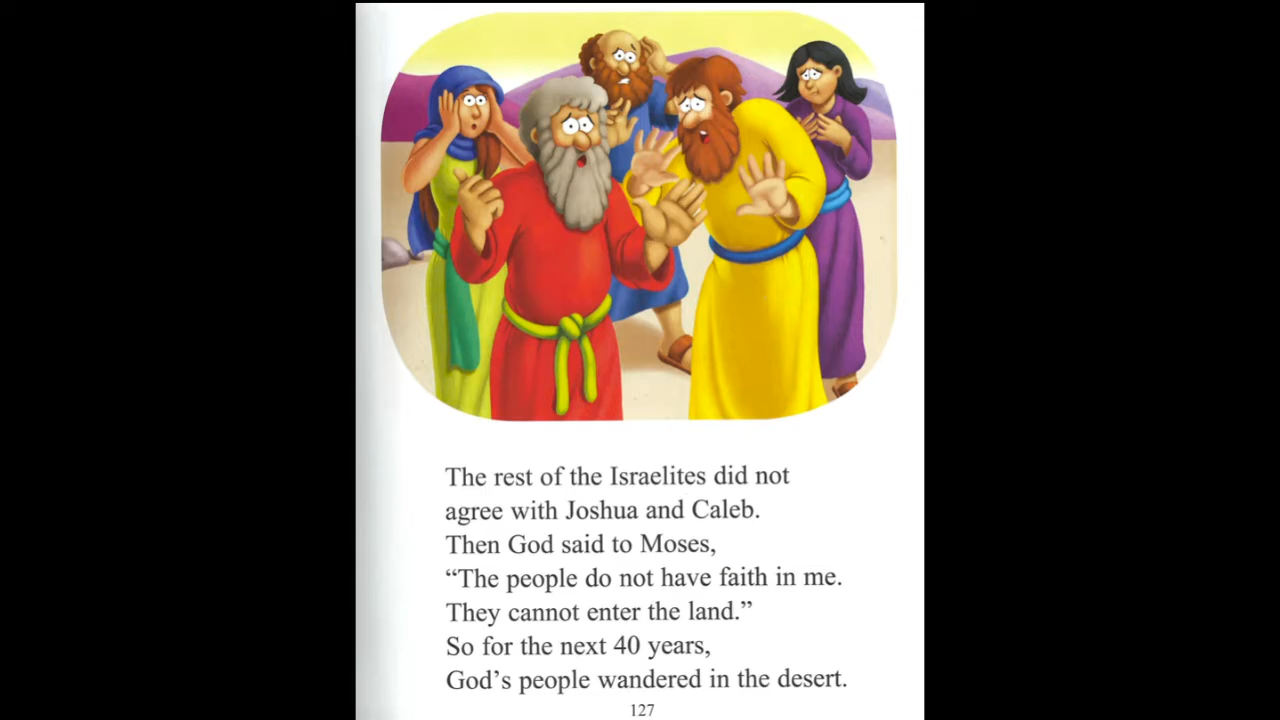 The rest of the Israelites did not
agree with Joshua and Caleb.
Then God said to Moses,
“The people do not have faith in me.
They cannot enter the land.”
So for the next 40 years,
God’s people wandered in the desert.
127